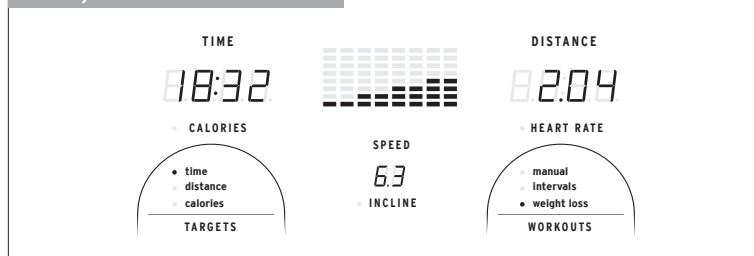 TIME
18:32
CALORIES
time
distance
calories
TARGETS
SPEED
6.3
INCLINE
DISTANCE
2.04
HEART RATE
manual
intervals
weight loss
WORKOUTS